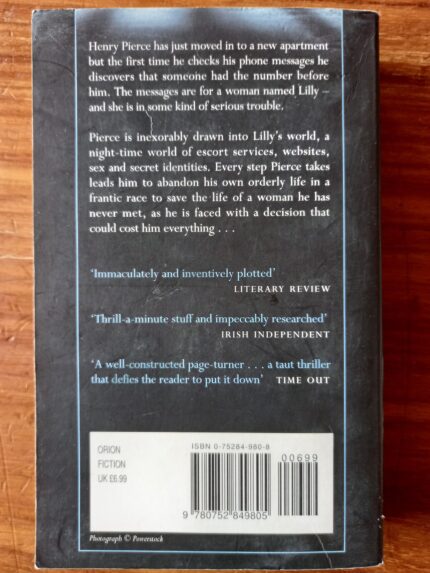 Henry Pierce has just moved in to a new apartment
but the first time he checks his phone messages he
discovers that someone had the number before
him. The messages are for a woman named Lilly –
and she is in some kind of serious trouble.
Pierce is inexorably drawn into Lilly's world, a
night-time world of escort services, websites,
sex and secret identities. Every step Pierce takes
leads him to abandon his own orderly life in a
frantic race to save the life of a woman he has
never met, as he is faced with a decision that
could cost him everything . . .
'Immaculately and inventively plotted'
LITERARY REVIEW
'Thrill-a-minute stuff and impeccably researched'
IRISH INDEPENDENT
'A well-constructed page-turner . . . a taut thriller
that defies the reader to put it down' TIME OUT
ORION
FICTION
UK £6.99
ISBN 0-75284-980-8
00699
9 780752 849805
Photograph © Powerstock